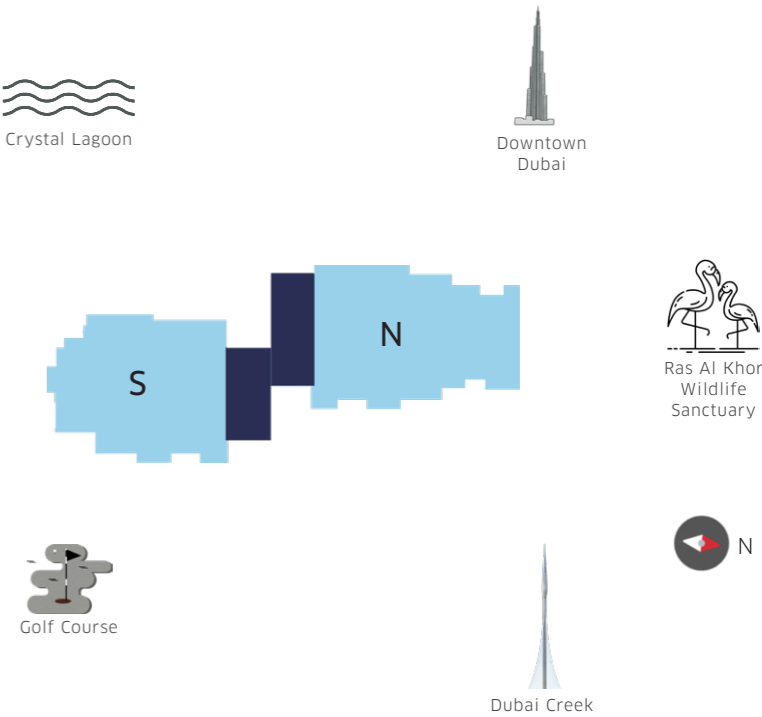 Crystal Lagoon
Downtown
Dubai
N
S
Ras Al Khor
Wildlife
Sanctuary
N
Golf Course
Dubai Creek